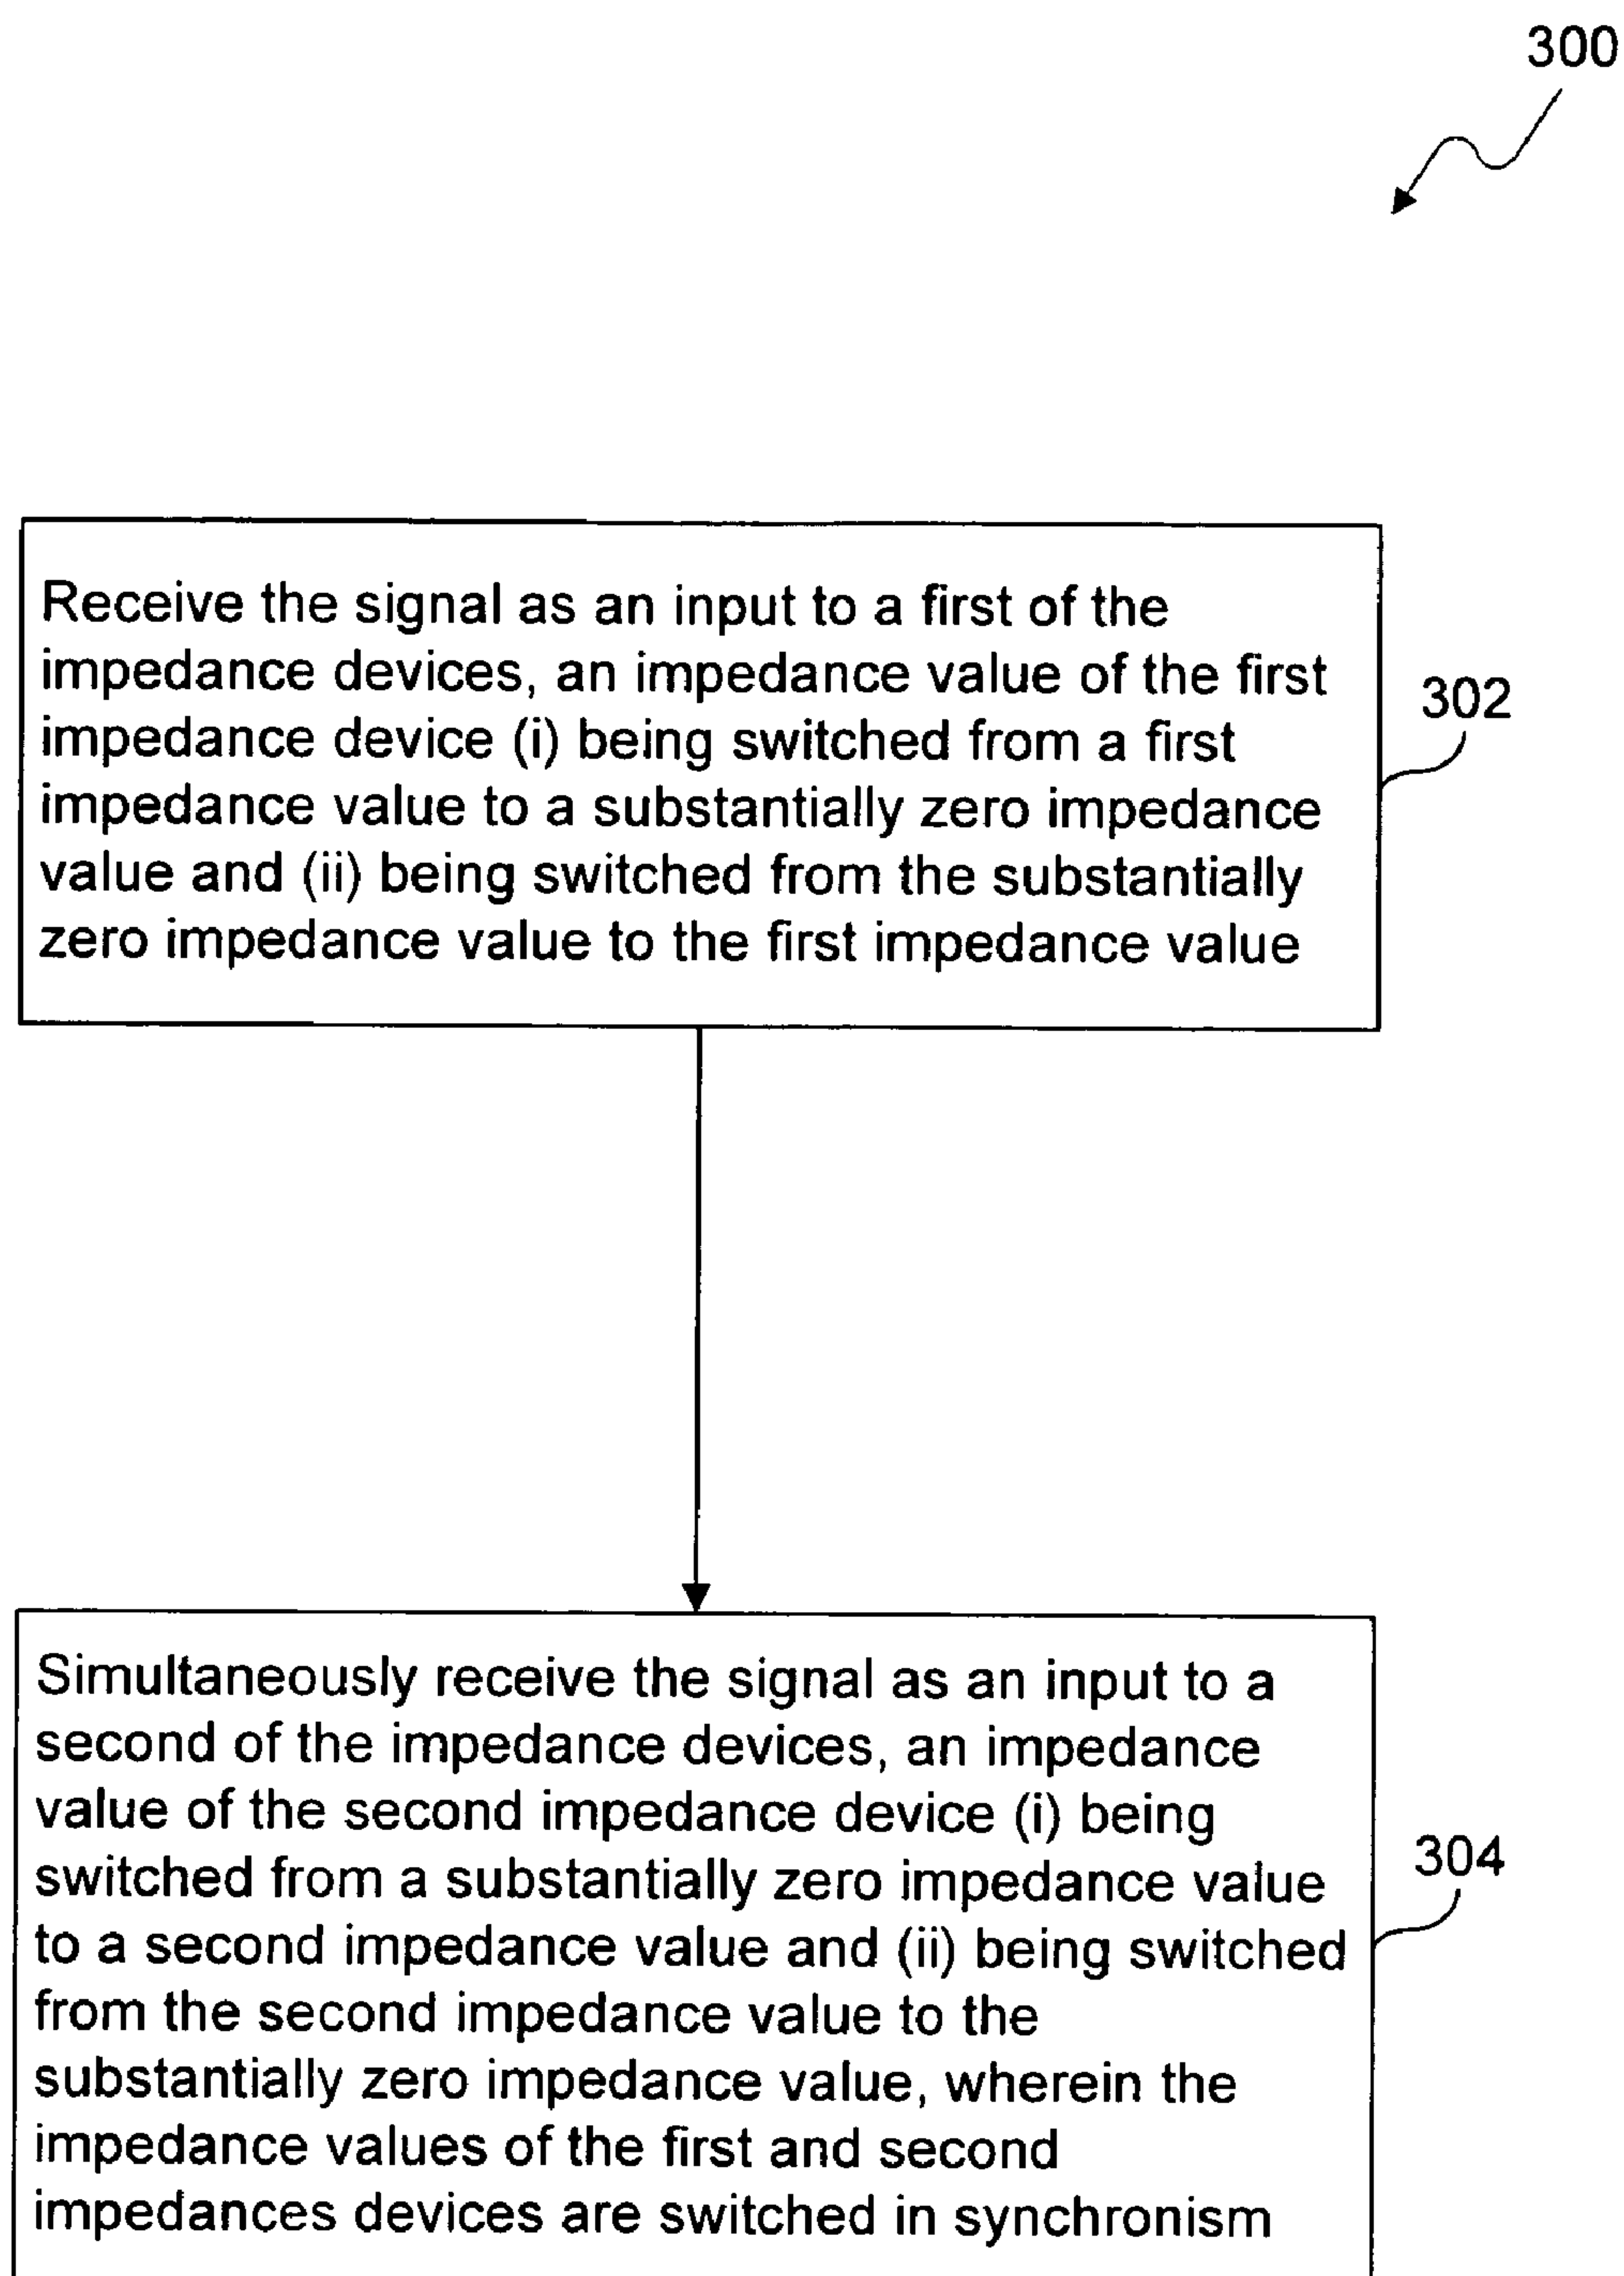 300
Receive the signal as an input to a first of the
impedance devices, an impedance value of the first
impedance device (i) being switched from a first
impedance value to a substantially zero impedance
value and (ii) being switched from the substantially
zero impedance value to the first impedance value
302
Simultaneously receive the signal as an input to a
second of the impedance devices, an impedance
value of the second impedance device (i) being
switched from a substantially zero impedance value
to a second impedance value and (ii) being switched
from the second impedance value to the
substantially zero impedance value, wherein the
impedance values of the first and second
impedances devices are switched in synchronism
304